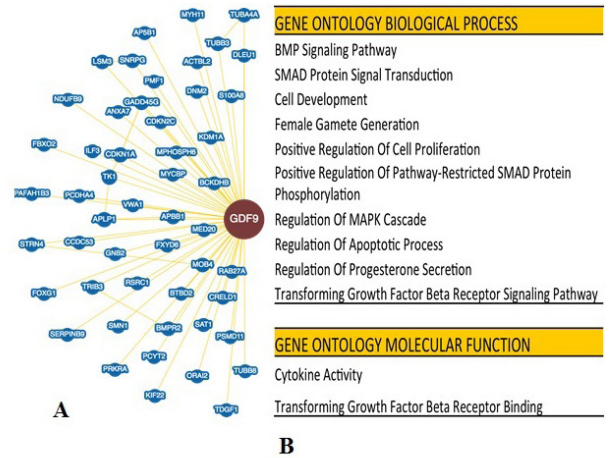 MYH11
TUBA4A
AP5B1
TUBB3
LSM3
SNRPG
ACTBL2
DLEU1
PMF1
DNM2
S100A8
NDUFB9
GADD45G
ANXA7
CDKN2C
KDM1A
FBXO2
ILF3
CDKN1A
MPHOSPH6
TK1
MYCBP
BCKDHB
PAFAH1B3
PCDHA4
VWA1
GDF9
APLP1
APBB1
MED20
STRN4
CCDC53
FXYD6
GNB2
MOB4
RAB27A
FOXG1
TRIB3
RSRC1
BTBD2
CRELD1
SERPINB9
SMN1
BMPR2
SAT1
PSMD11
PRKRA
PCYT2
ORAI2
TUBB8
KIF22
TDGF1
A
GENE ONTOLOGY BIOLOGICAL PROCESS
BMP Signaling Pathway
SMAD Protein Signal Transduction
Cell Development
Female Gamete Generation
Positive Regulation Of Cell Proliferation
Positive Regulation Of Pathway-Restricted SMAD Protein
Phosphorylation
Regulation Of MAPK Cascade
Regulation Of Apoptotic Process
Regulation Of Progesterone Secretion
Transforming Growth Factor Beta Receptor Signaling Pathway
GENE ONTOLOGY MOLECULAR FUNCTION
Cytokine Activity
Transforming Growth Factor Beta Receptor Binding
B